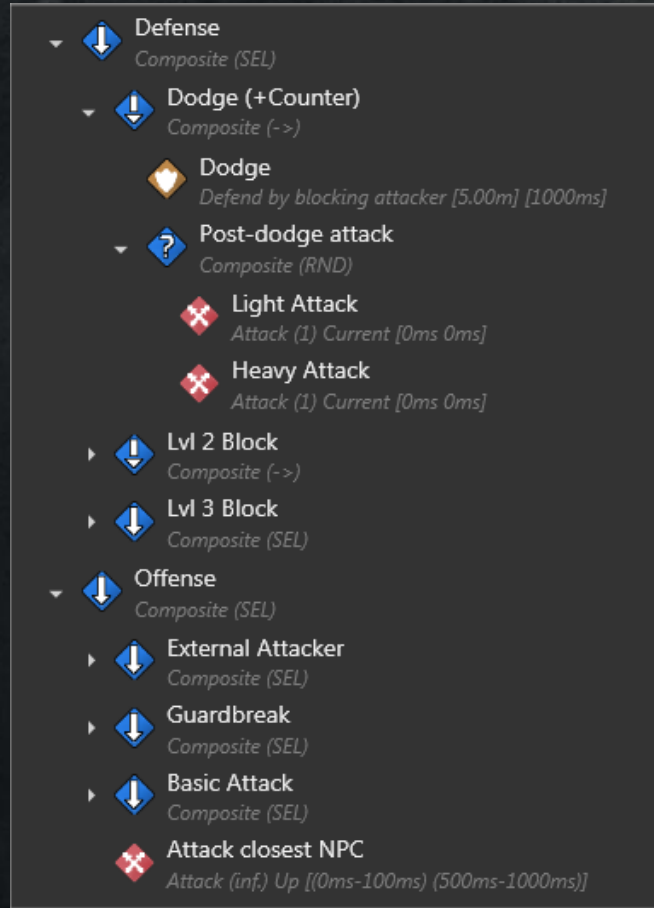 Defense
Composite (SEL)
Dodge (+Counter)
Composite (->)
Dodge
Defend by blocking attacker [5.00m] [1000ms]
Post-dodge attack
Composite (RND)
Light Attack
Attack (1) Current [0ms 0ms]
Heavy Attack
Attack (1) Current [0ms 0ms]
Lvl 2 Block
Composite (->)
Lvl 3 Block
Composite (SEL)
Offense
Composite (SEL)
External Attacker
Composite (SEL)
Guardbreak
Composite (SEL)
Basic Attack
Composite (SEL)
Attack closest NPC
Attack (inf.) Up [(0ms-100ms) (500ms-1000ms)]